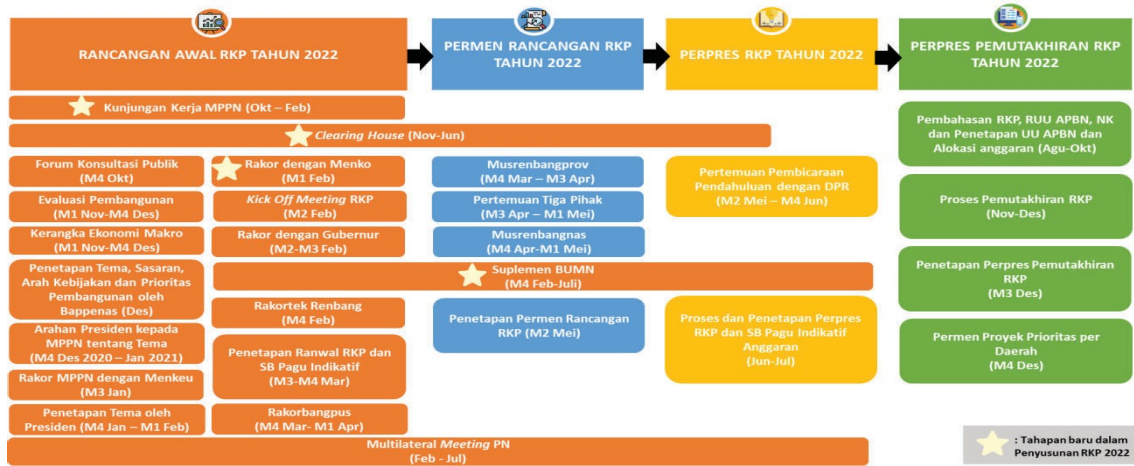 RANCANGAN AWAL RKP TAHUN 2022
PERMEN RANCANGAN RKP
TAHUN 2022
PERPRES RKP TAHUN 2022
PERPRES PEMUTAKHIRAN RKP
TAHUN 2022
Kunjungan Kerja MPPN (Okt – Feb)
Clearing House (Nov-Jun)
Forum Konsultasi Publik
(M4 Okt)
Evaluasi Pembangunan
(M1 Nov-M4 Des)
Kerangka Ekonomi Makro
(M1 Nov-M4 Des)
Penetapan Tema, Sasaran,
Arah Kebijakan dan Prioritas
Pembangunan oleh
Bappenas (Des)
Arahan Presiden kepada
MPPN tentang Tema
(M4 Des 2020 – Jan 2021)
Rakor MPPN dengan Menkeu
(M3 Jan)
Penetapan Tema oleh
Presiden (M4 Jan – M1 Feb)
Rakor dengan Menko
(M1 Feb)
Kick Off Meeting RKP
(M2 Feb)
Rakor dengan Gubernur
(M2-M3 Feb)
Suplemen BUMN
(M4 Feb-Juli)
Rakortek Renbang
(M4 Feb)
Penetapan Ranwal RKP dan
SB Pagu Indikatif
(M3-M4 Mar)
Rakorbangpus
(M4 Mar- M1 Apr)
Multilateral Meeting PN
(Feb - Jul)
Musrenbangprov
(M4 Mar – M3 Apr)
Pertemuan Tiga Pihak
(M3 Apr – M1 Mei)
Musrenbangnas
(M4 Apr-M1 Mei)
Penetapan Permen Rancangan
RKP (M2 Mei)
Pertemuan Pembicaraan
Pendahuluan dengan DPR
(M2 Mei – M4 Jun)
Proses dan Penetapan Perpres
RKP dan SB Pagu Indikatif
Anggaran
(Jun-Jul)
Pembahasan RKP, RUU APBN, NK
dan Penetapan UU APBN dan
Alokasi anggaran (Agu-Okt)
Proses Pemutakhiran RKP
(Nov-Des)
Penetapan Perpres Pemutakhiran
RKP
(M3 Des)
Permen Proyek Prioritas per
Daerah
(M4 Des)
: Tahapan baru dalam
Penyusunan RKP 2022